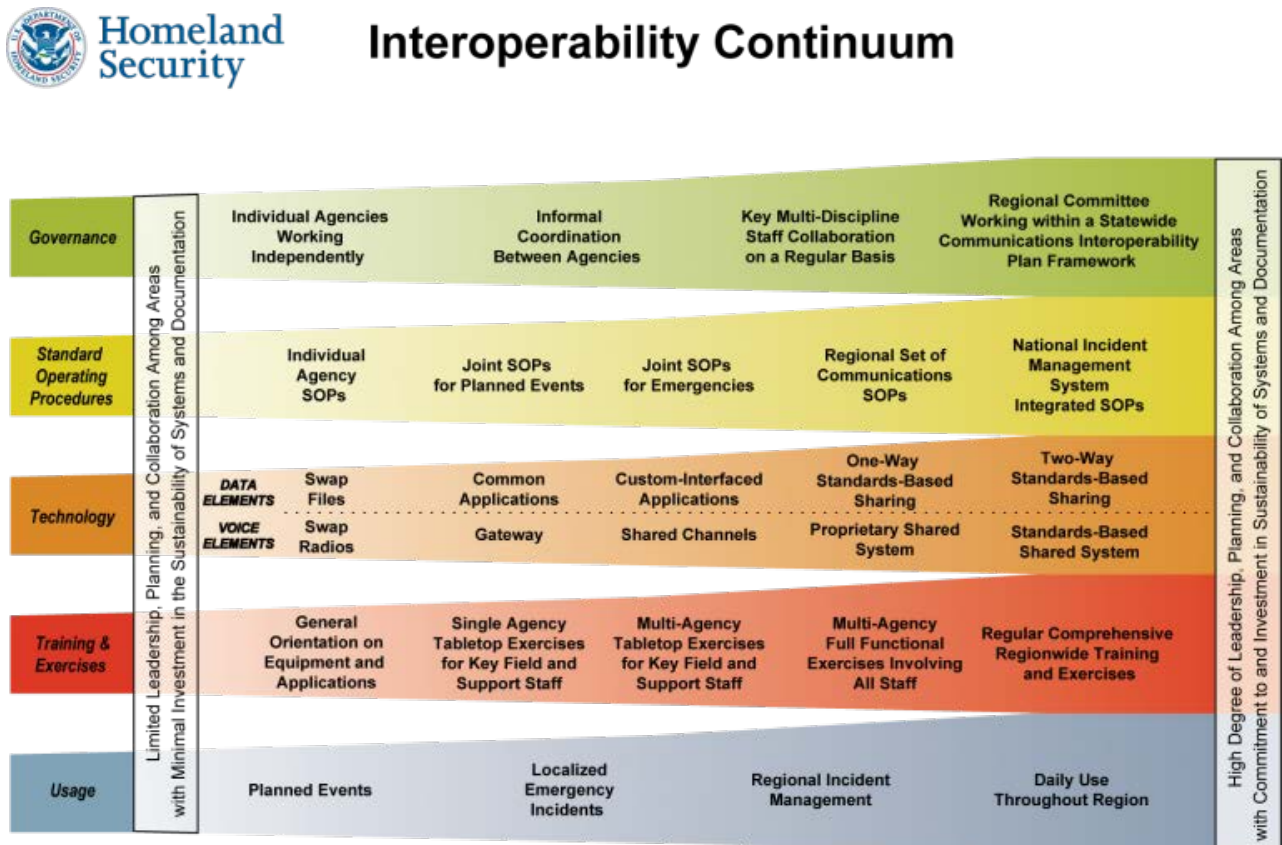 U.S. DEPARTMENT OF
HOMELAND SECURITY
Homeland
Security
Interoperability Continuum
Limited Leadership, Planning, and Collaboration Among Areas
with Minimal Investment in the Sustainability of Systems and Documentation
Governance
Individual Agencies
Working
Independently
Informal
Coordination
Between Agencies
Key Multi-Discipline
Staff Collaboration
on a Regular Basis
Regional Committee
Working within a Statewide
Communications Interoperability
Plan Framework
Standard
Operating
Procedures
Individual
Agency
SOPs
Joint SOPs
for Planned Events
Joint SOPs
for Emergencies
Regional Set of
Communications
SOPs
National Incident
Management
System
Integrated SOPs
Technology
DATA
ELEMENTS
Swap
Files
Common
Applications
Custom-Interfaced
Applications
One-Way
Standards-Based
Sharing
Two-Way
Standards-Based
Sharing
VOICE
ELEMENTS
Swap
Radios
Gateway
Shared Channels
Proprietary Shared
System
Standards-Based
Shared System
Training &
Exercises
General
Orientation on
Equipment and
Applications
Single Agency
Tabletop Exercises
for Key Field and
Support Staff
Multi-Agency
Tabletop Exercises
for Key Field and
Support Staff
Multi-Agency
Full Functional
Exercises Involving
All Staff
Regular Comprehensive
Regionwide Training
and Exercises
Usage
Planned Events
Localized
Emergency
Incidents
Regional Incident
Management
Daily Use
Throughout Region
High Degree of Leadership, Planning, and Collaboration Among Areas
with Commitment to and Investment in Sustainability of Systems and Documentation